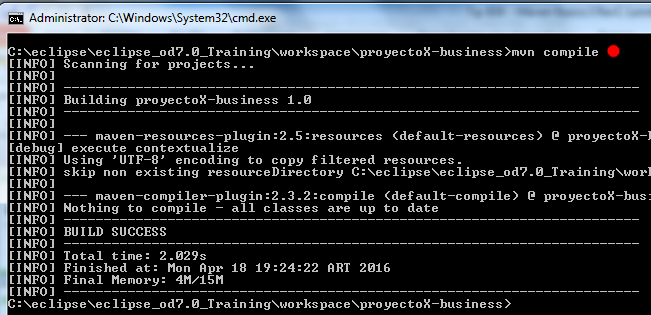 Administrator: C:\Windows\System32\cmd.exe
C:\eclipse\eclipse_od7.0_Training\workspace\proyectoX-business>mvn compile
[INFO] Scanning for projects...
[INFO]
[INFO] ------------------------------------------------------------------------
[INFO] Building proyectoX-business 1.0
[INFO] ------------------------------------------------------------------------
[INFO]
[INFO] --- maven-resources-plugin:2.5:resources (default-resources) @ proyectoX-
[debug] execute contextualize
[INFO] Using 'UTF-8' encoding to copy filtered resources.
[INFO] skip non existing resourceDirectory C:\eclipse\eclipse_od7.0_Training\wor
[INFO]
[INFO] --- maven-compiler-plugin:2.3.2:compile (default-compile) @ proyectoX-bus
[INFO] Nothing to compile - all classes are up to date
[INFO] ------------------------------------------------------------------------
[INFO] BUILD SUCCESS
[INFO] ------------------------------------------------------------------------
[INFO] Total time: 2.029s
[INFO] Finished at: Mon Apr 18 19:24:22 ART 2016
[INFO] Final Memory: 4M/15M
[INFO] ------------------------------------------------------------------------
C:\eclipse\eclipse_od7.0_Training\workspace\proyectoX-business>